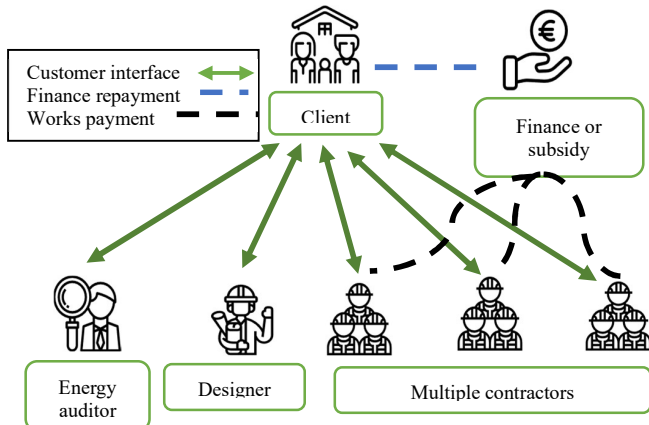 Customer interface
Finance repayment
Works payment
Client
€
Finance or
subsidy
Energy
auditor
Designer
Multiple contractors